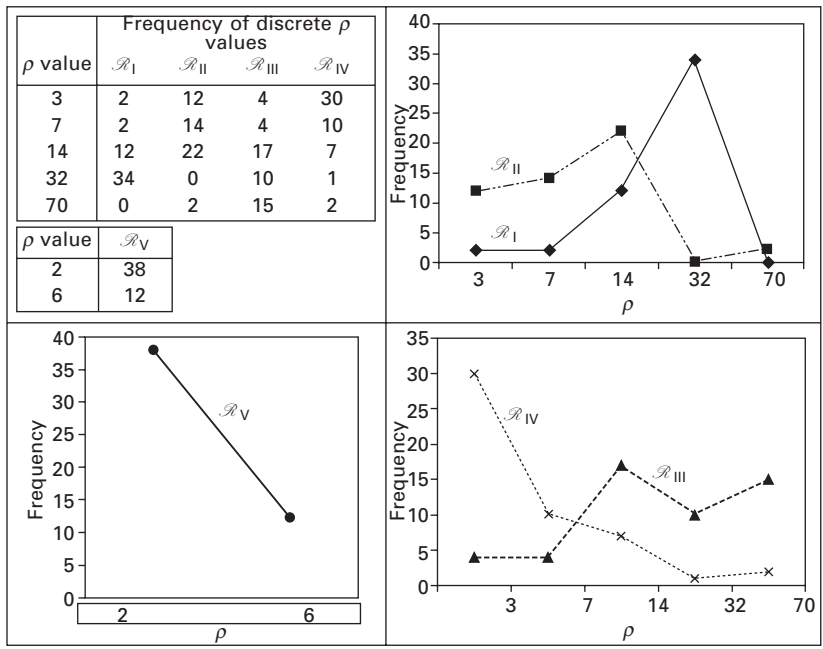 Frequency of discrete ρ
values
ρ value ℛI ℛII ℛIII ℛIV
3 2 12 4 30
7 2 14 4 10
14 12 22 17 7
32 34 0 10 1
70 0 2 15 2
ρ value ℛV
2 38
6 12
40
35
30
25
20
15
10
5
0
Frequency
ℛII
ℛI
3 7 14 32 70
ρ
40
35
30
25
20
15
10
5
0
Frequency
ℛV
2 6
ρ
35
30
25
20
15
10
5
0
Frequency
ℛIV
ℛIII
3 7 14 32 70
ρ